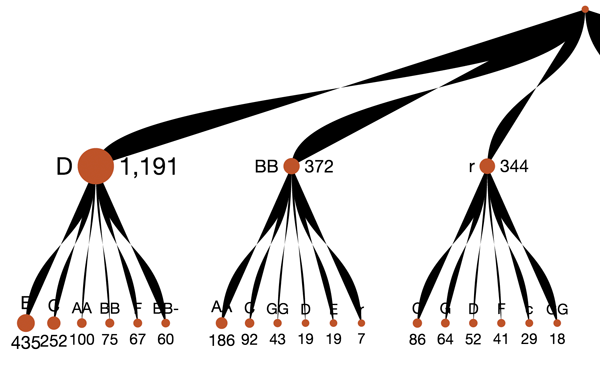 D 1,191 BB 372 r 344
E C AA BB F BB- AA C GG D E r C G D F c GG
435 252 100 75 67 60 186 92 43 19 19 7 86 64 52 41 29 18